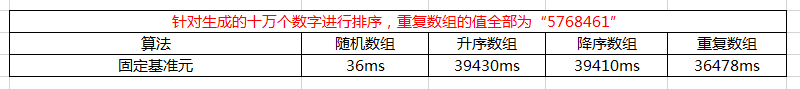 针对生成的十万个数字进行排序，重复数组的值全部为“5768461”
算法 随机数组 升序数组 降序数组 重复数组
固定基准元 36ms 39430ms 39410ms 36478ms